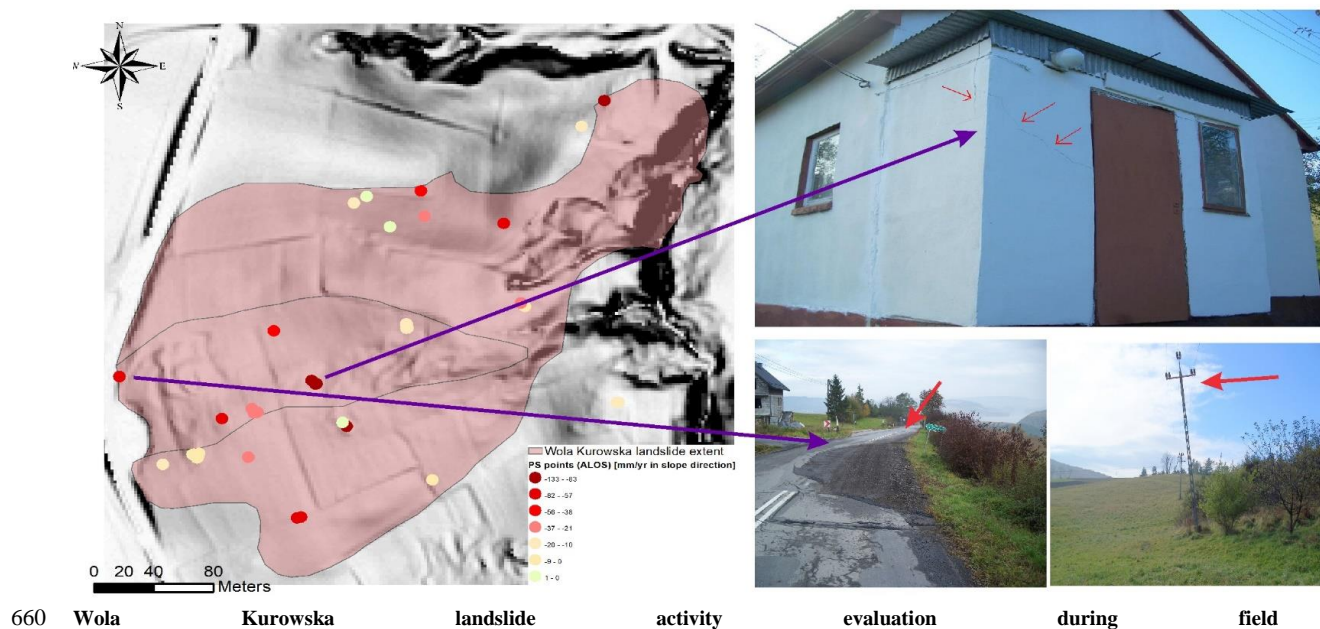 N
W E
S
Wola Kurowska landslide extent
PS points (ALOS) [mm/yr in slope direction]
-133 - -83
-82 - -57
-56 - -38
-37 - -21
-20 - -10
-9 - 0
1 - 0
0 20 40 80
Meters
660 Wola Kurowska landslide activity evaluation during field